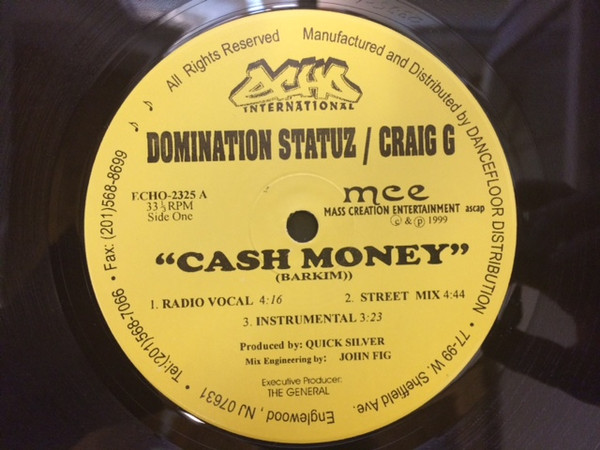 All Rights Reserved
Manufactured and Distributed by DANCEFLOOR DISTRIBUTION • 77-99 W. Sheffield Ave.
Englewood, NJ 07631 • Tel:(201)568-7066 • Fax: (201)568-8699
ECHO
INTERNATIONAL
DOMINATION STATUZ / CRAIG G
ECHO-2325 A
33⅓ RPM
Side One
mce
MASS CREATION ENTERTAINMENT ascap
© & ℗ 1999
“CASH MONEY”
(BARKIM))
1. RADIO VOCAL 4:16
2. STREET MIX 4:44
3. INSTRUMENTAL 3:23
Produced by: QUICK SILVER
Mix Engineering by: JOHN FIG
Executive Producer:
THE GENERAL